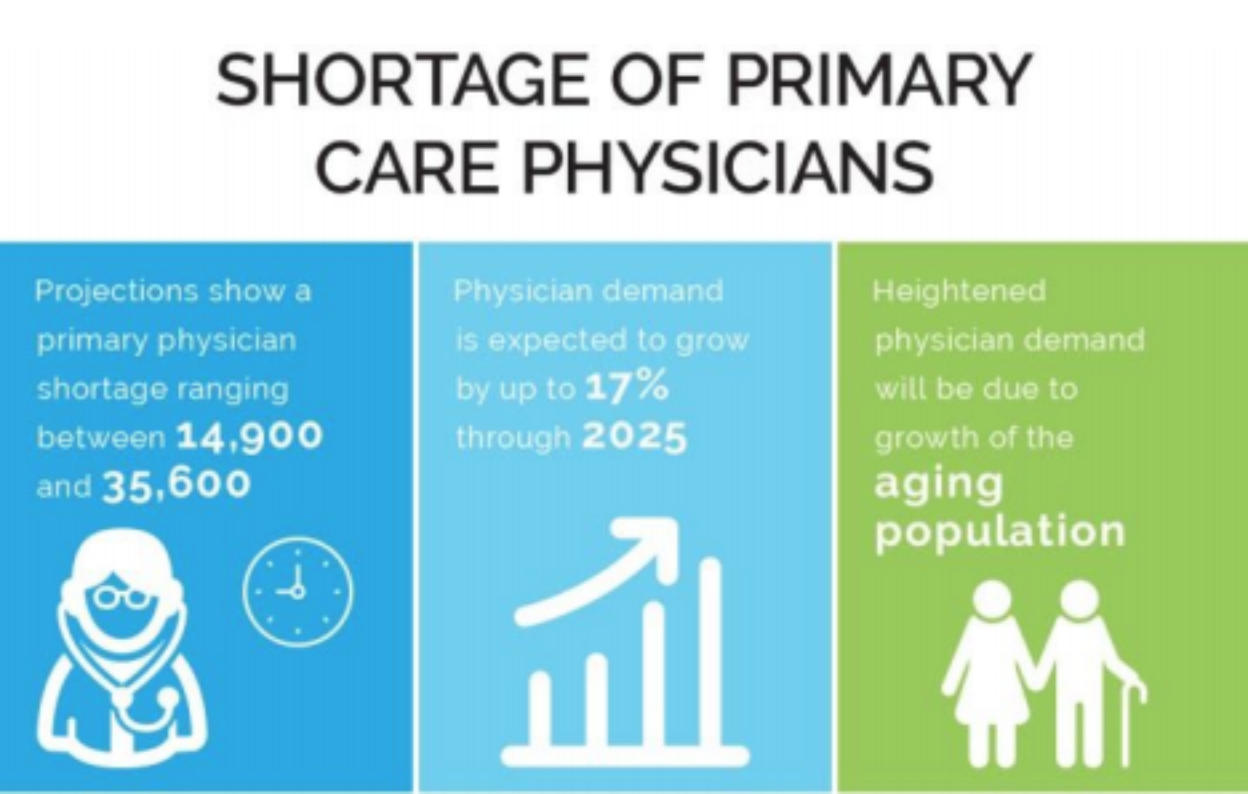 SHORTAGE OF PRIMARY
CARE PHYSICIANS
Projections show a
primary physician
shortage ranging
between 14,900
and 35,600
Physician demand
is expected to grow
by up to 17%
through 2025
Heightened
physician demand
will be due to
growth of the
aging
population